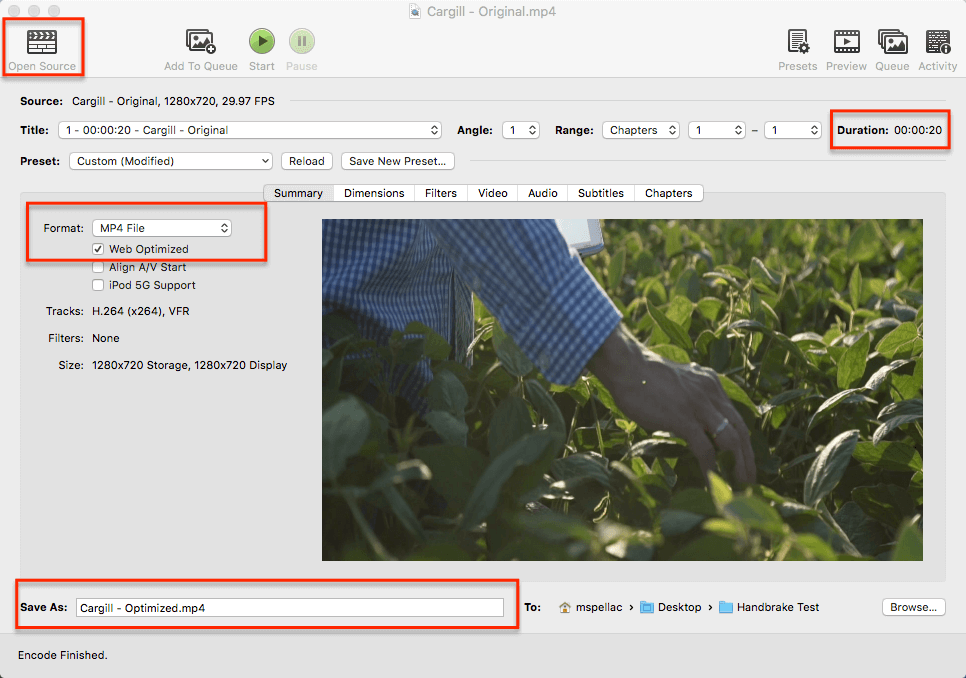 Cargill - Original.mp4
Open Source Add To Queue Start Pause Presets Preview Queue Activity
Source: Cargill - Original, 1280x720, 29.97 FPS
Title: 1 - 00:00:20 - Cargill - Original Angle: 1 Range: Chapters 1 – 1 Duration: 00:00:20
Preset: Custom (Modified) Reload Save New Preset...
Summary Dimensions Filters Video Audio Subtitles Chapters
Format: MP4 File
Web Optimized
Align A/V Start
iPod 5G Support
Tracks: H.264 (x264), VFR
Filters: None
Size: 1280x720 Storage, 1280x720 Display
Save As: Cargill - Optimized.mp4 To: mspellac › Desktop › Handbrake Test Browse...
Encode Finished.